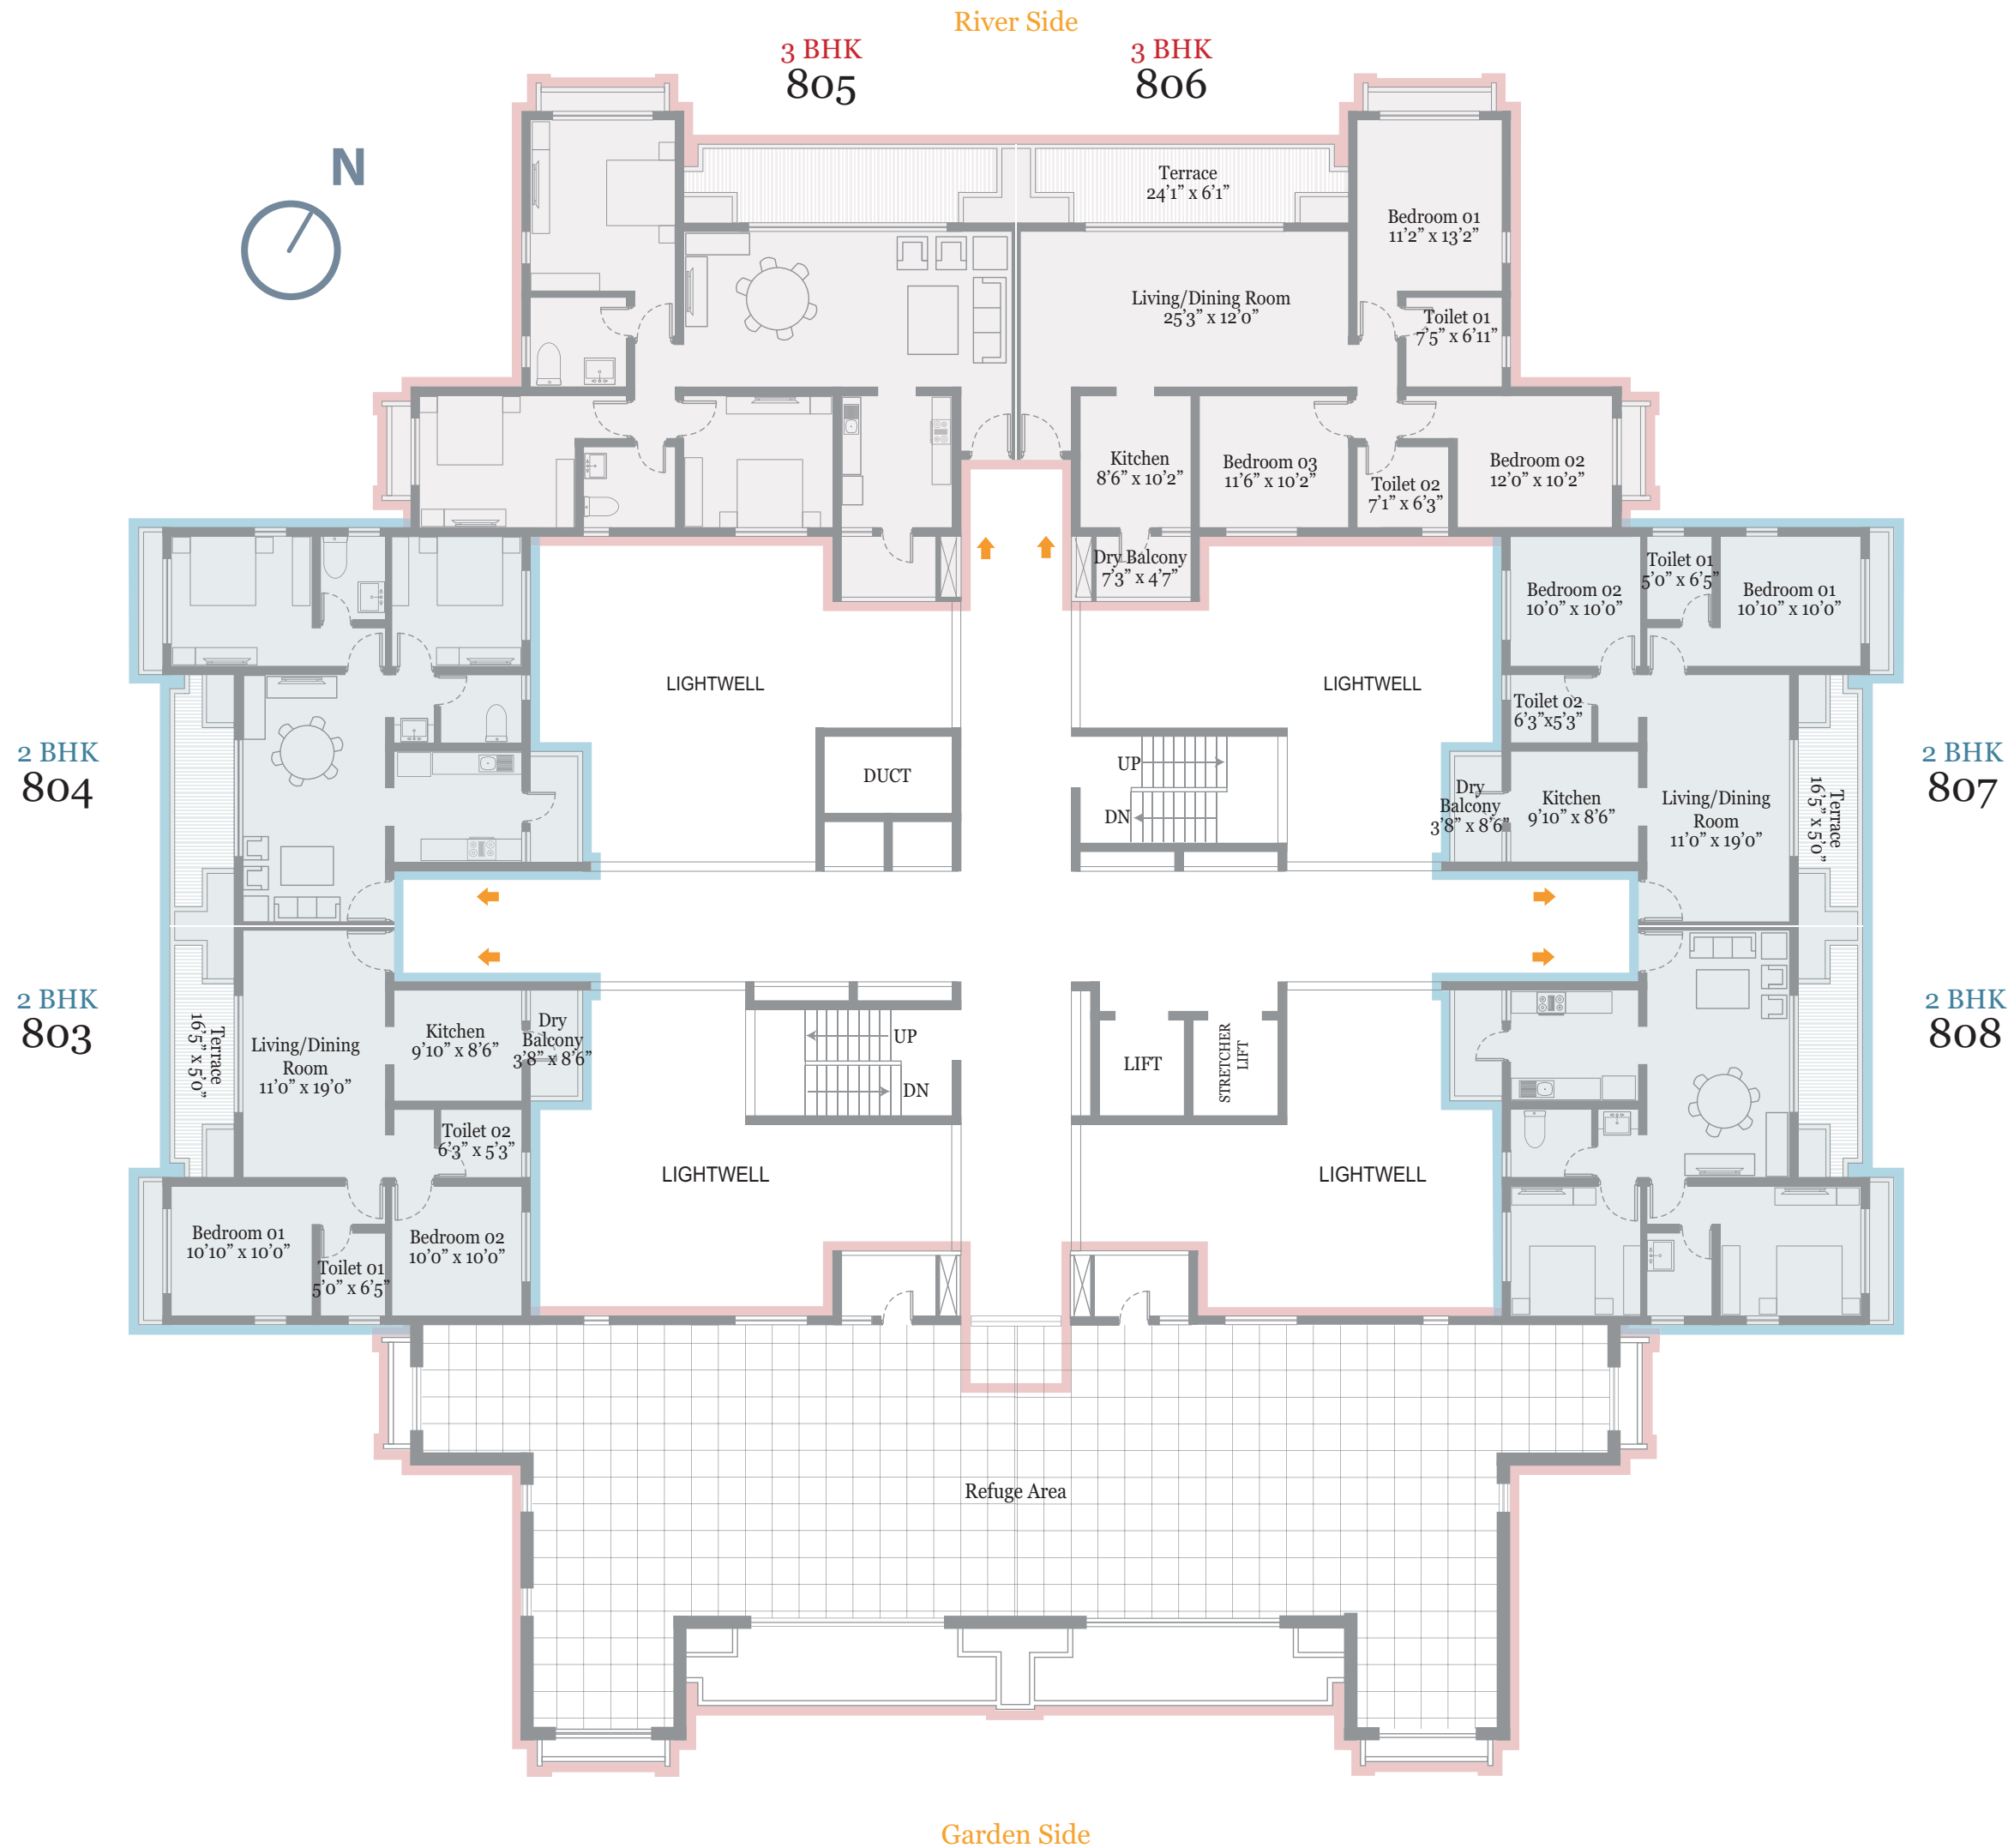 River Side
3 BHK
805
3 BHK
806
N
Terrace
24’1” x 6’1”
Bedroom 01
11’2” x 13’2”
Living/Dining Room
25’3” x 12’0”
Toilet 01
7’5” x 6’11”
Kitchen
8’6” x 10’2”
Bedroom 03
11’6” x 10’2”
Toilet 02
7’1” x 6’3”
Bedroom 02
12’0” x 10’2”
Dry Balcony
7’3” x 4’7”
Bedroom 02
10’0” x 10’0”
Toilet 01
5’0” x 6’5”
Bedroom 01
10’10” x 10’0”
LIGHTWELL
LIGHTWELL
Toilet 02
6’3”x5’3”
2 BHK
804
DUCT
UP
DN
Dry
Balcony
3’8” x 8’6”
Kitchen
9’10” x 8’6”
Living/Dining
Room
11’0” x 19’0”
Terrace
16’5” x 5’0”
2 BHK
807
2 BHK
803
Terrace
16’5” x 5’0”
Living/Dining
Room
11’0” x 19’0”
Kitchen
9’10” x 8’6”
Dry
Balcony
3’8” x 8’6”
UP
DN
LIFT
STRETCHER
LIFT
2 BHK
808
Toilet 02
6’3” x 5’3”
LIGHTWELL
LIGHTWELL
Bedroom 01
10’10” x 10’0”
Toilet 01
5’0” x 6’5”
Bedroom 02
10’0” x 10’0”
Refuge Area
Garden Side